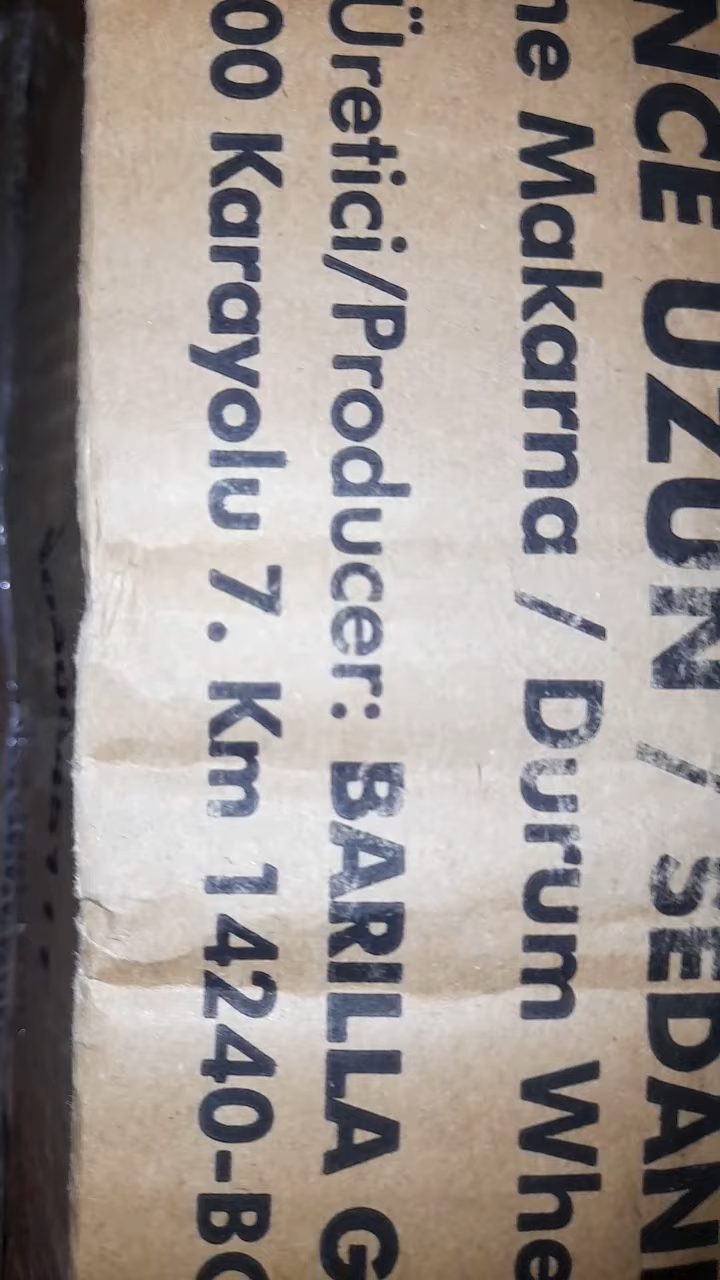 NCE UZUN / SEDAN
ne Makarna / Durum Whe
Üretici/Producer: BARILLA G
00 Karayolu 7. Km 14240-BO